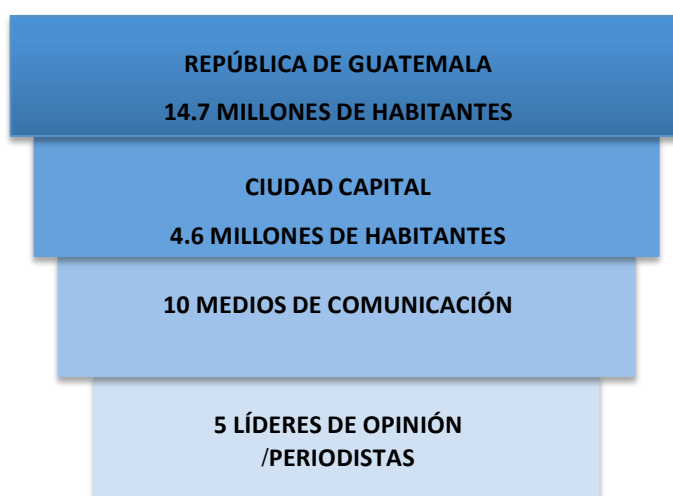 REPÚBLICA DE GUATEMALA
14.7 MILLONES DE HABITANTES
CIUDAD CAPITAL
4.6 MILLONES DE HABITANTES
10 MEDIOS DE COMUNICACIÓN
5 LÍDERES DE OPINIÓN
/PERIODISTAS